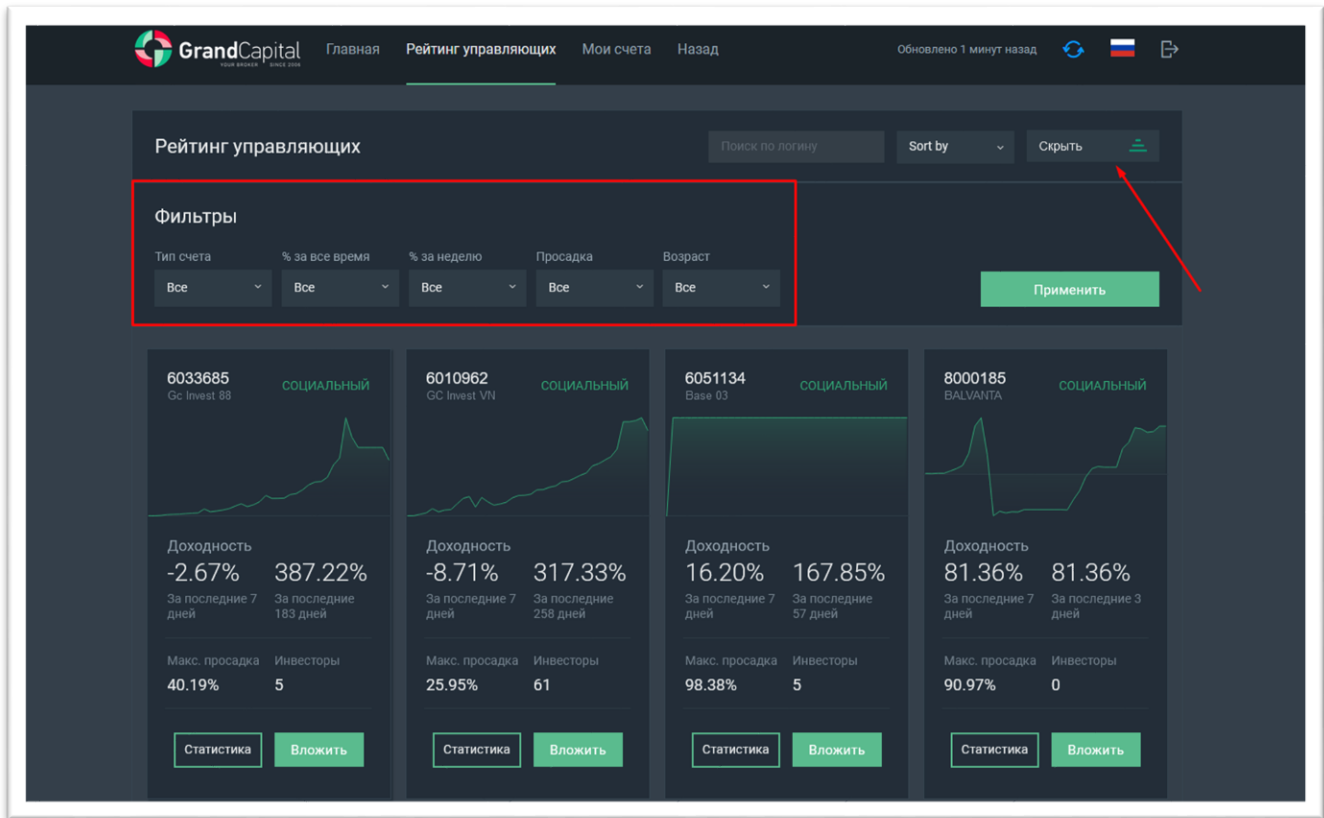 GrandCapital
YOUR BROKER SINCE 2006
Главная
Рейтинг управляющих
Мои счета
Назад
Обновлено 1 минут назад
Рейтинг управляющих
Поиск по логину
Sort by
Скрыть
Фильтры
Тип счета
% за все время
% за неделю
Просадка
Возраст
Все
Все
Все
Все
Все
Применить
6033685
Gc Invest 88
СОЦИАЛЬНЫЙ
Доходность
-2.67%
387.22%
За последние 7
дней
За последние
183 дней
Макс. просадка
Инвесторы
40.19%
5
Статистика
Вложить
6010962
GC Invest VN
СОЦИАЛЬНЫЙ
Доходность
-8.71%
317.33%
За последние 7
дней
За последние
258 дней
Макс. просадка
Инвесторы
25.95%
61
Статистика
Вложить
6051134
Base 03
СОЦИАЛЬНЫЙ
Доходность
16.20%
167.85%
За последние 7
дней
За последние
57 дней
Макс. просадка
Инвесторы
98.38%
5
Статистика
Вложить
8000185
BALVANTA
СОЦИАЛЬНЫЙ
Доходность
81.36%
81.36%
За последние 7
дней
За последние 3
дней
Макс. просадка
Инвесторы
90.97%
0
Статистика
Вложить